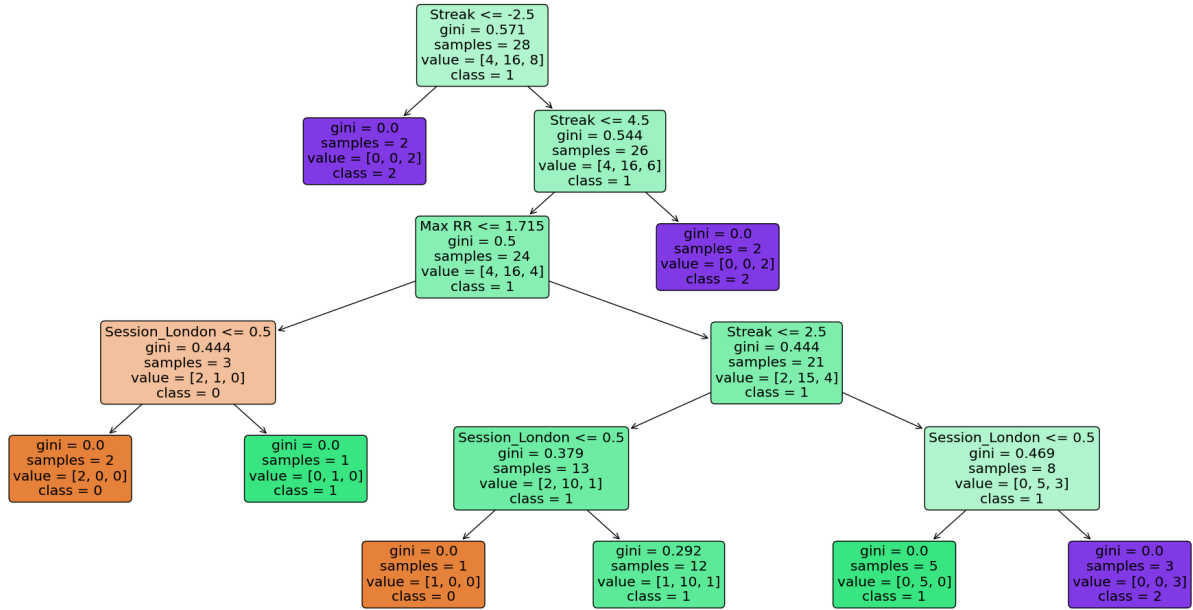 Streak <= -2.5
gini = 0.571
samples = 28
value = [4, 16, 8]
class = 1
gini = 0.0
samples = 2
value = [0, 0, 2]
class = 2
Streak <= 4.5
gini = 0.544
samples = 26
value = [4, 16, 6]
class = 1
Max RR <= 1.715
gini = 0.5
samples = 24
value = [4, 16, 4]
class = 1
gini = 0.0
samples = 2
value = [0, 0, 2]
class = 2
Session_London <= 0.5
gini = 0.444
samples = 3
value = [2, 1, 0]
class = 0
Streak <= 2.5
gini = 0.444
samples = 21
value = [2, 15, 4]
class = 1
gini = 0.0
samples = 2
value = [2, 0, 0]
class = 0
gini = 0.0
samples = 1
value = [0, 1, 0]
class = 1
Session_London <= 0.5
gini = 0.379
samples = 13
value = [2, 10, 1]
class = 1
Session_London <= 0.5
gini = 0.469
samples = 8
value = [0, 5, 3]
class = 1
gini = 0.0
samples = 1
value = [1, 0, 0]
class = 0
gini = 0.292
samples = 12
value = [1, 10, 1]
class = 1
gini = 0.0
samples = 5
value = [0, 5, 0]
class = 1
gini = 0.0
samples = 3
value = [0, 0, 3]
class = 2